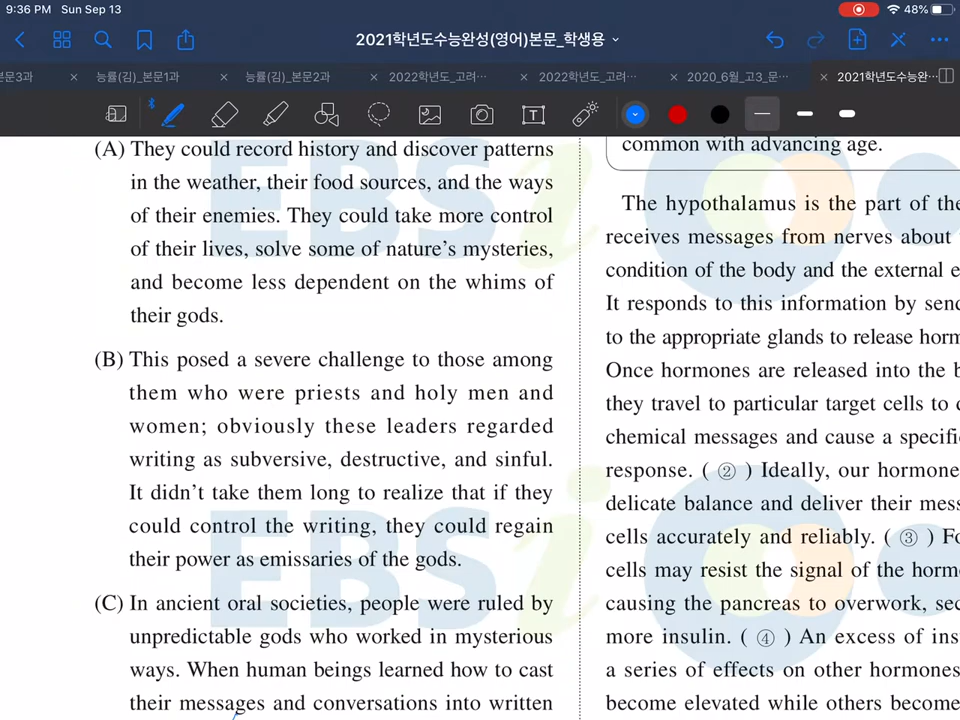 9:36 PM Sun Sep 13
48%
2021학년도수능완성(영어)본문_학생용
본문3과
능률(김)_본문1과
능률(김)_본문2과
2022학년도_고려…
2022학년도_고려…
2020_6월_고3_문…
2021학년도수능완…
(A) They could record history and discover patterns
in the weather, their food sources, and the ways
of their enemies. They could take more control
of their lives, solve some of nature's mysteries,
and become less dependent on the whims of
their gods.
(B) This posed a severe challenge to those among
them who were priests and holy men and
women; obviously these leaders regarded
writing as subversive, destructive, and sinful.
It didn't take them long to realize that if they
could control the writing, they could regain
their power as emissaries of the gods.
(C) In ancient oral societies, people were ruled by
unpredictable gods who worked in mysterious
ways. When human beings learned how to cast
their messages and conversations into written
common with advancing age.
The hypothalamus is the part of the
receives messages from nerves about
condition of the body and the external e
It responds to this information by send
to the appropriate glands to release horm
Once hormones are released into the b
they travel to particular target cells to d
chemical messages and cause a specific
response. ( ② ) Ideally, our hormone
delicate balance and deliver their mess
cells accurately and reliably. ( ③ ) Fo
cells may resist the signal of the horm
causing the pancreas to overwork, sec
more insulin. ( ④ ) An excess of ins
a series of effects on other hormones
become elevated while others become
EBSi
EBSi